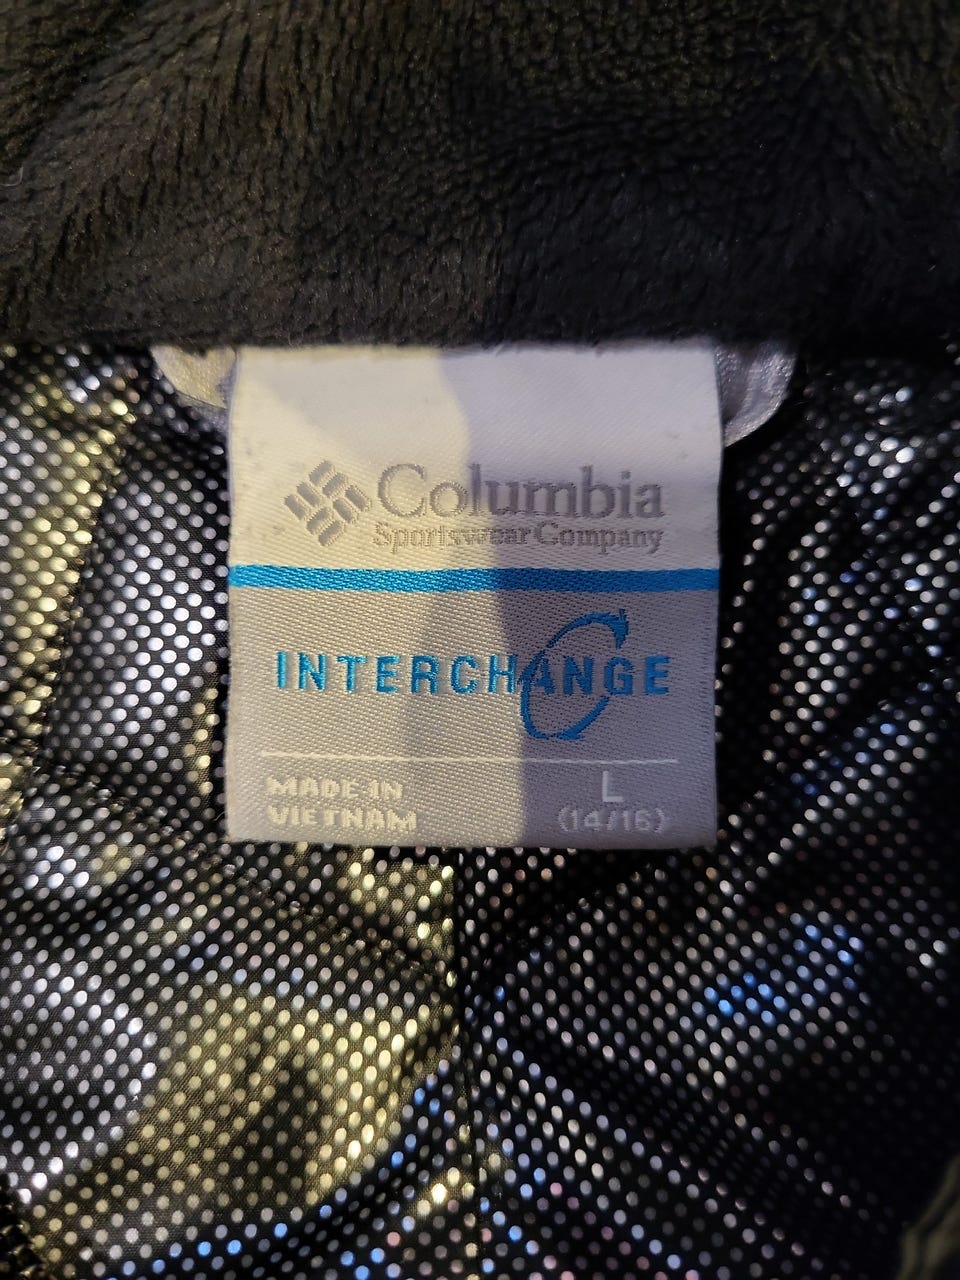 Columbia
Sportswear Company
INTERCHANGE
MADE IN
VIETNAM
L
(14/16)